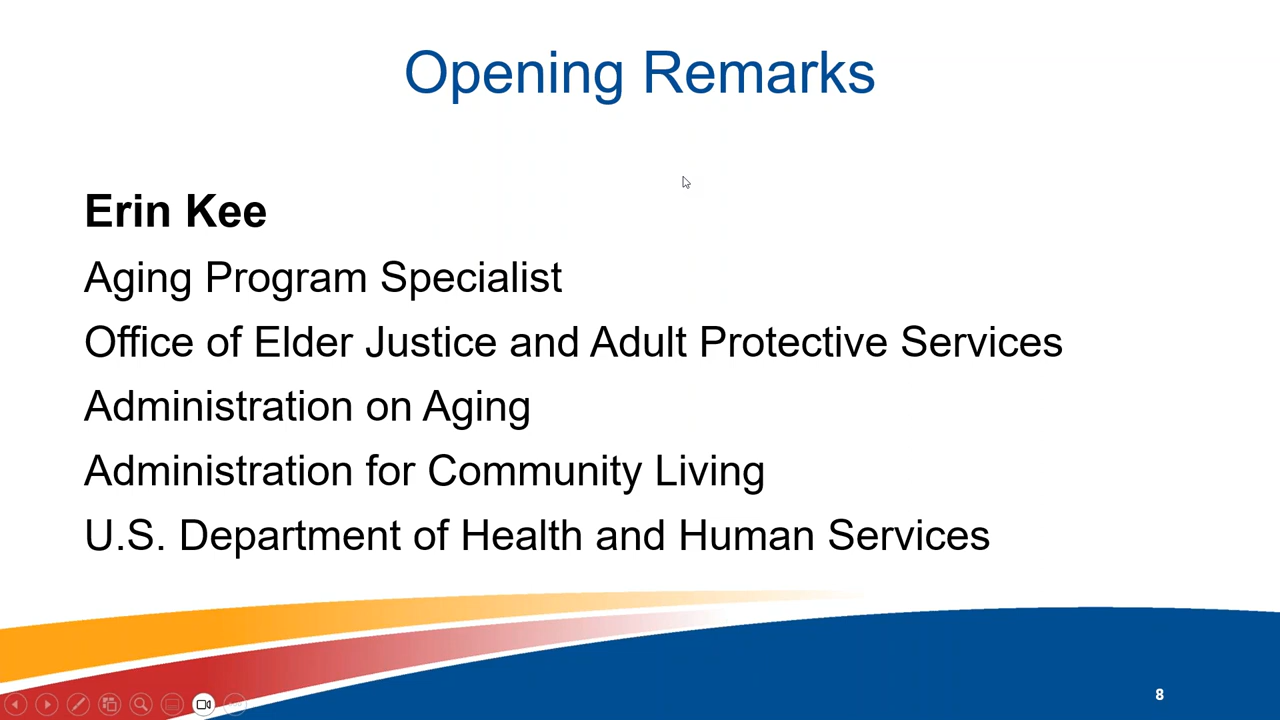 Opening Remarks
Erin Kee
Aging Program Specialist
Office of Elder Justice and Adult Protective Services
Administration on Aging
Administration for Community Living
U.S. Department of Health and Human Services
8